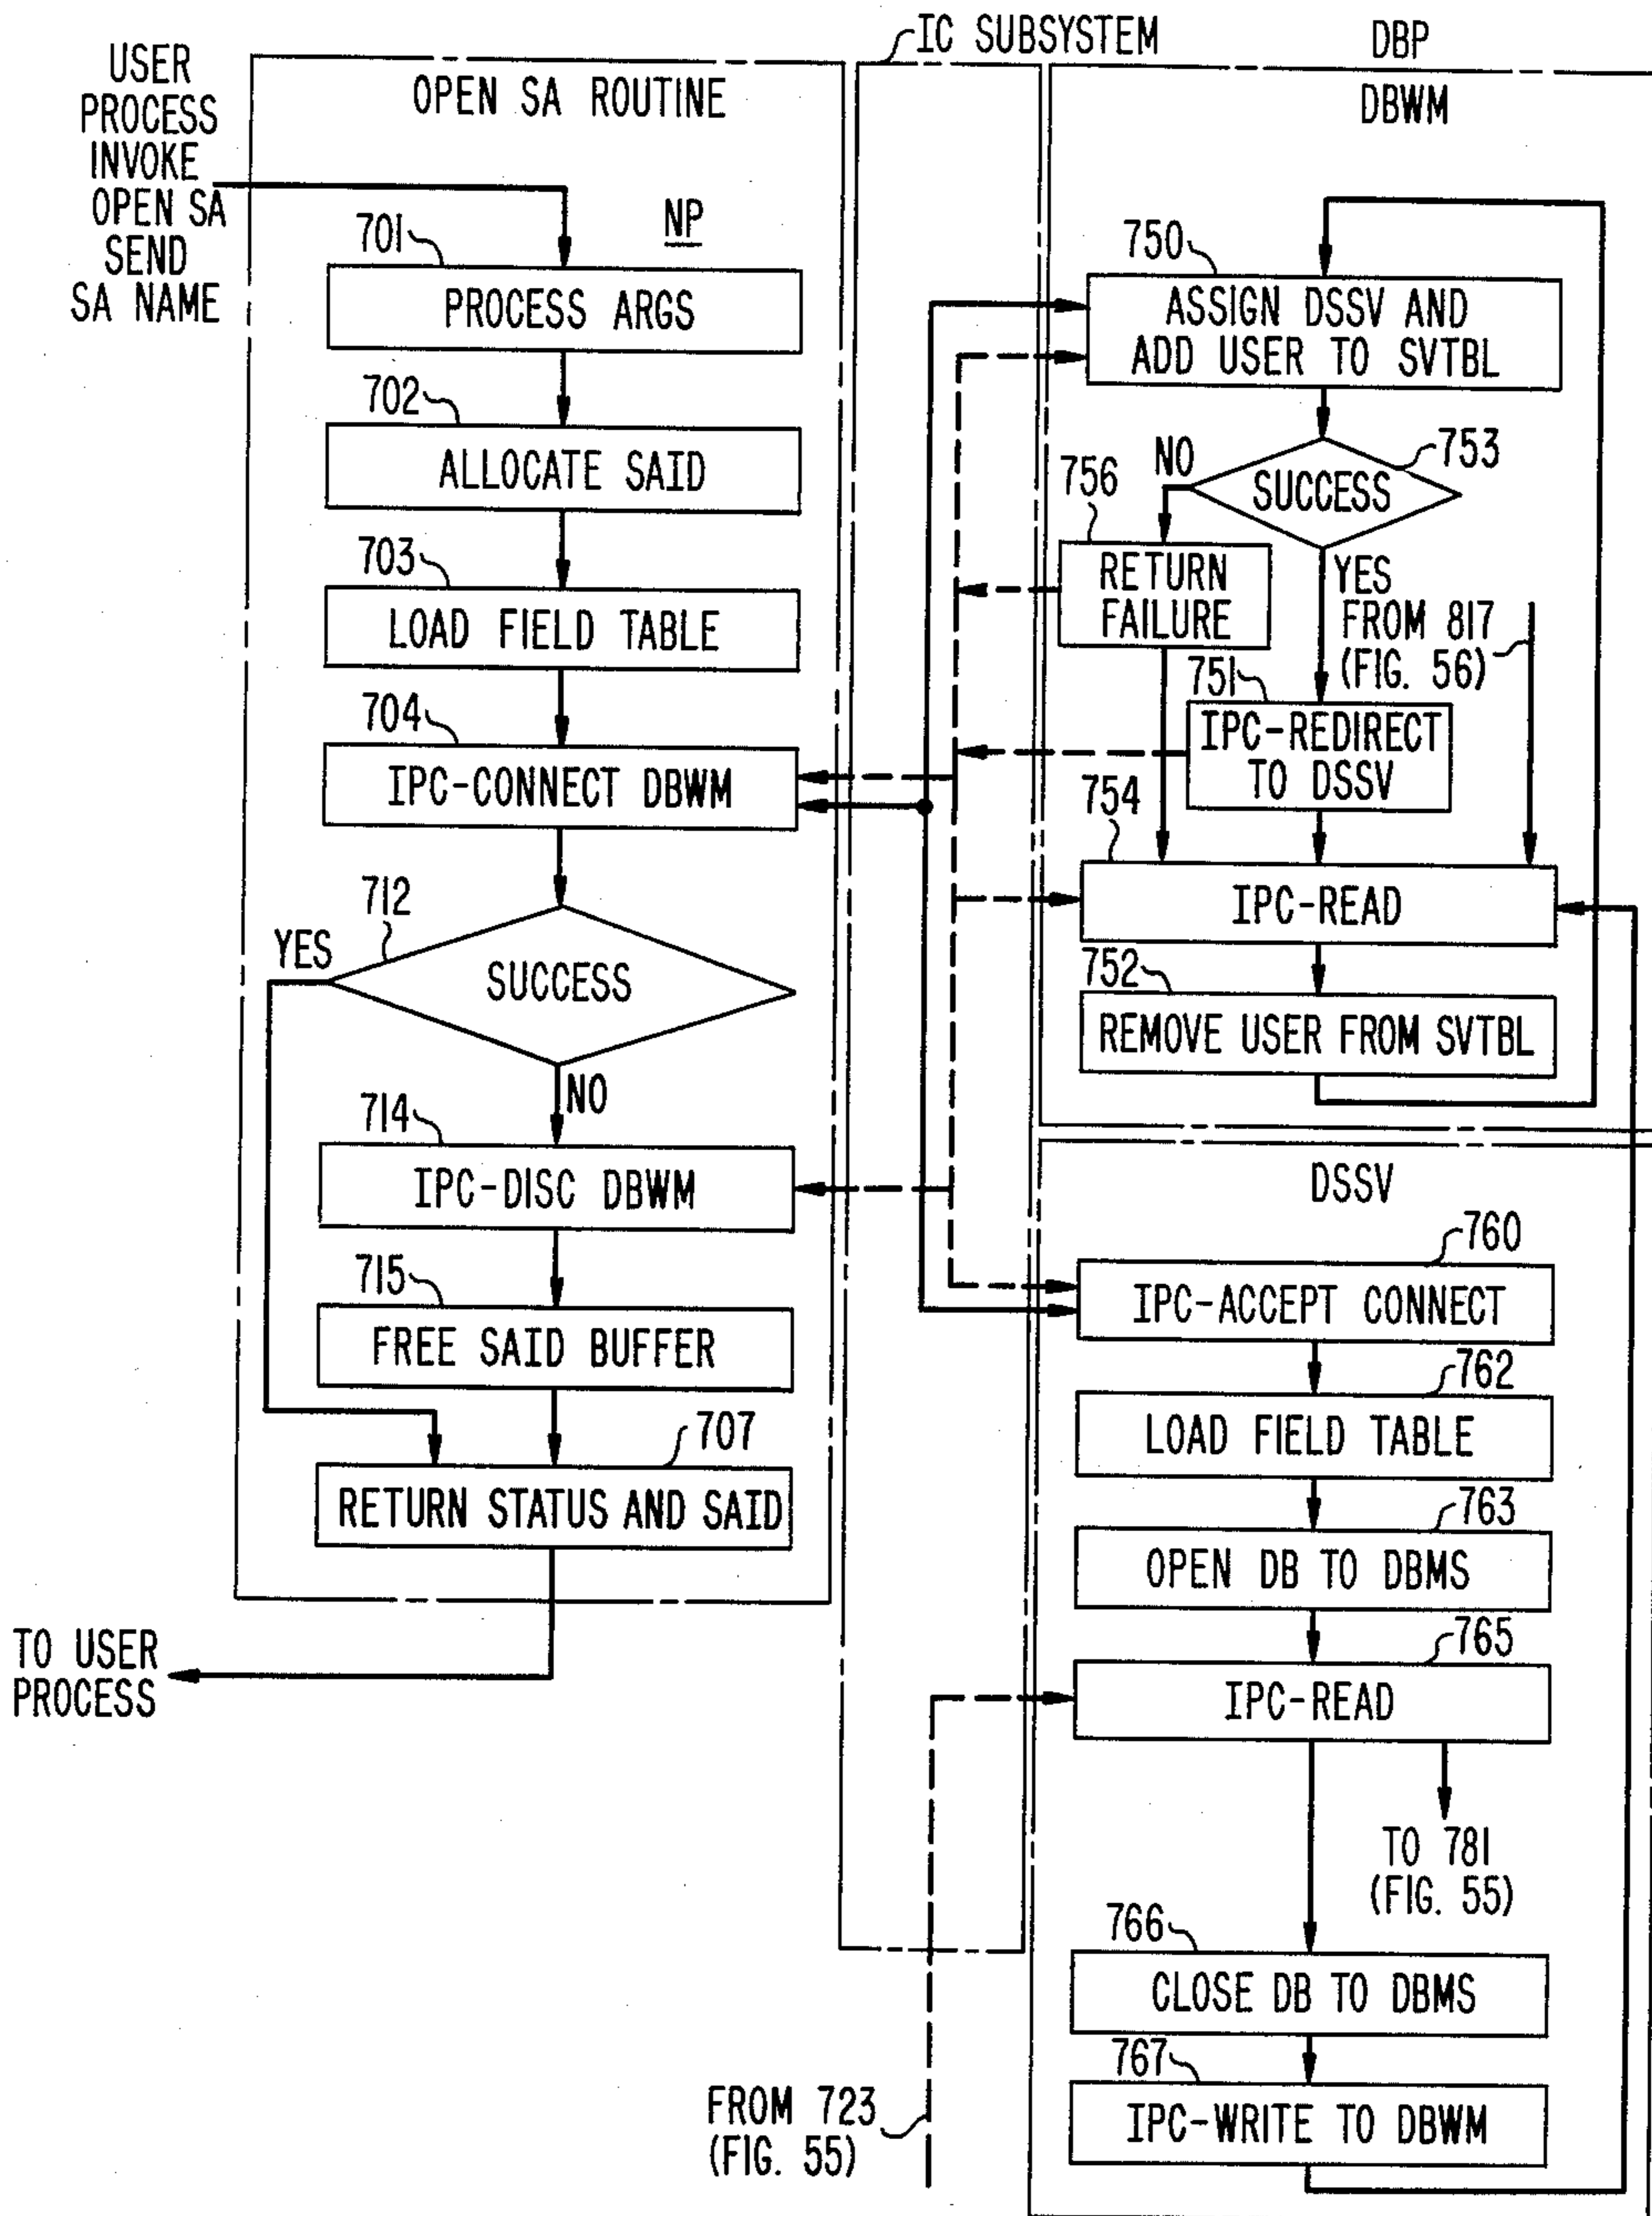 IC SUBSYSTEM
DBP
USER
PROCESS
INVOKE
OPEN SA
SEND
SA NAME
OPEN SA ROUTINE
NP
701
PROCESS ARGS
702
ALLOCATE SAID
703
LOAD FIELD TABLE
704
IPC-CONNECT DBWM
712
YES
SUCCESS
NO
714
IPC-DISC DBWM
715
FREE SAID BUFFER
707
RETURN STATUS AND SAID
TO USER
PROCESS
DBWM
750
ASSIGN DSSV AND
ADD USER TO SVTBL
753
NO
SUCCESS
756
RETURN
FAILURE
YES
FROM 817
(FIG. 56)
751
IPC-REDIRECT
TO DSSV
754
IPC-READ
752
REMOVE USER FROM SVTBL
DSSV
760
IPC-ACCEPT CONNECT
762
LOAD FIELD TABLE
763
OPEN DB TO DBMS
765
IPC-READ
TO 781
(FIG. 55)
766
CLOSE DB TO DBMS
767
IPC-WRITE TO DBWM
FROM 723
(FIG. 55)